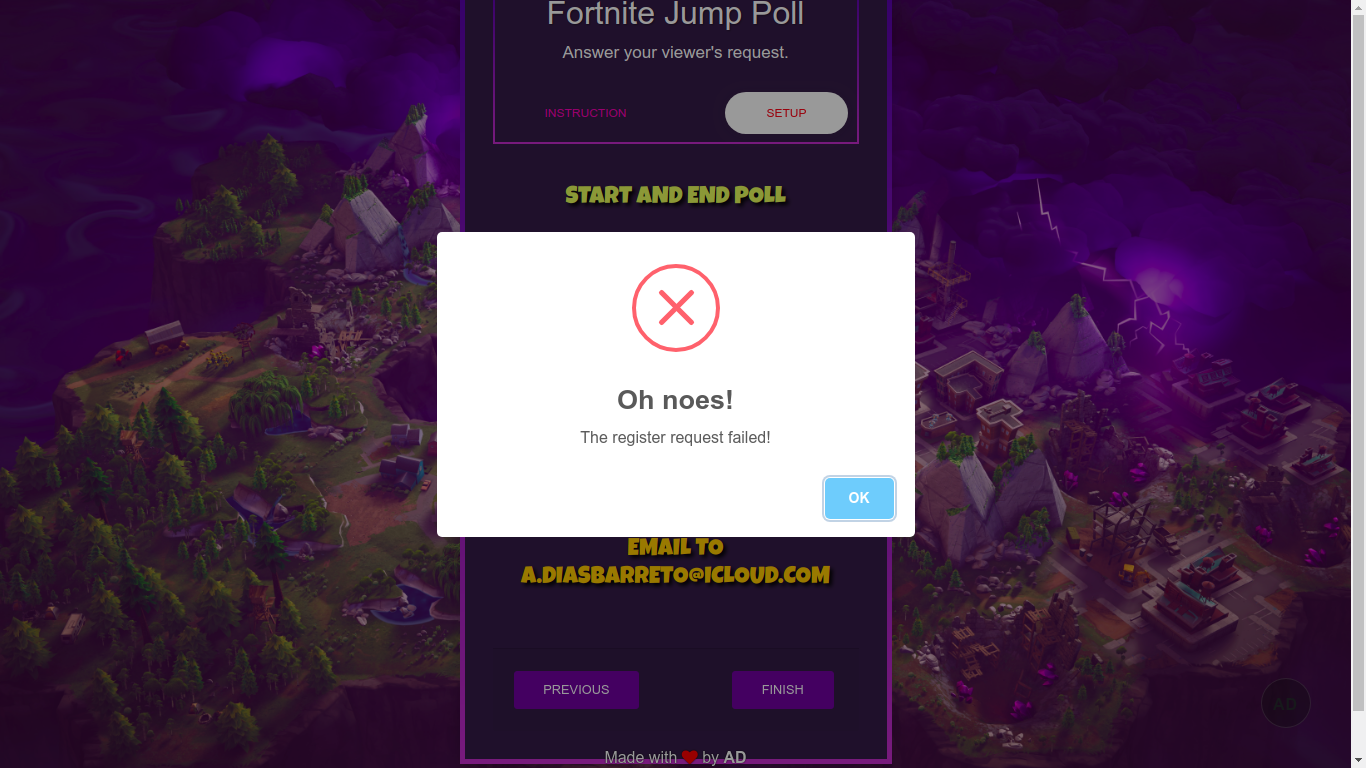 Fortnite Jump Poll
Answer your viewer's request.
INSTRUCTION SETUP
START AND END POLL
Oh noes!
The register request failed!
OK
EMAIL TO
A.DIASBARRETO@ICLOUD.COM
PREVIOUS FINISH
AD
Made with ❤ by AD